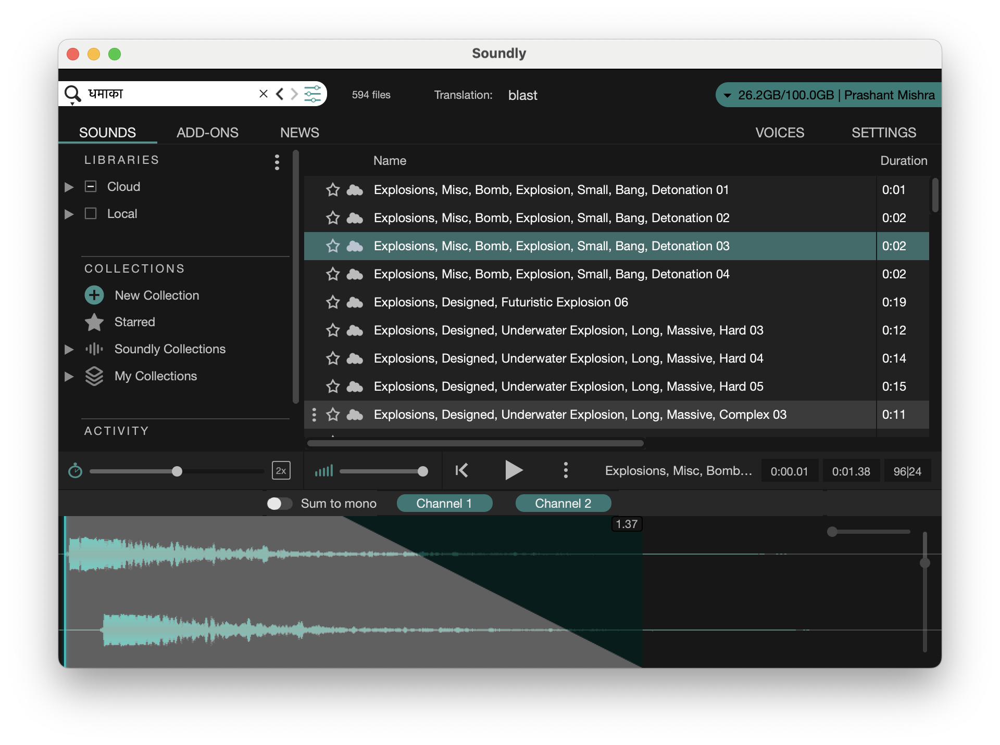 Soundly
धमाका
594 files
Translation: blast
26.2GB/100.0GB | Prashant Mishra
SOUNDS ADD-ONS NEWS VOICES SETTINGS
LIBRARIES
Cloud
Local
COLLECTIONS
New Collection
Starred
Soundly Collections
My Collections
ACTIVITY
Name Duration
Explosions, Misc, Bomb, Explosion, Small, Bang, Detonation 01 0:01
Explosions, Misc, Bomb, Explosion, Small, Bang, Detonation 02 0:02
Explosions, Misc, Bomb, Explosion, Small, Bang, Detonation 03 0:02
Explosions, Misc, Bomb, Explosion, Small, Bang, Detonation 04 0:02
Explosions, Designed, Futuristic Explosion 06 0:19
Explosions, Designed, Underwater Explosion, Long, Massive, Hard 03 0:12
Explosions, Designed, Underwater Explosion, Long, Massive, Hard 04 0:14
Explosions, Designed, Underwater Explosion, Long, Massive, Hard 05 0:15
Explosions, Designed, Underwater Explosion, Long, Massive, Complex 03 0:11
2x
Explosions, Misc, Bomb... 0:00.01 0:01.38 96|24
Sum to mono Channel 1 Channel 2
1.37